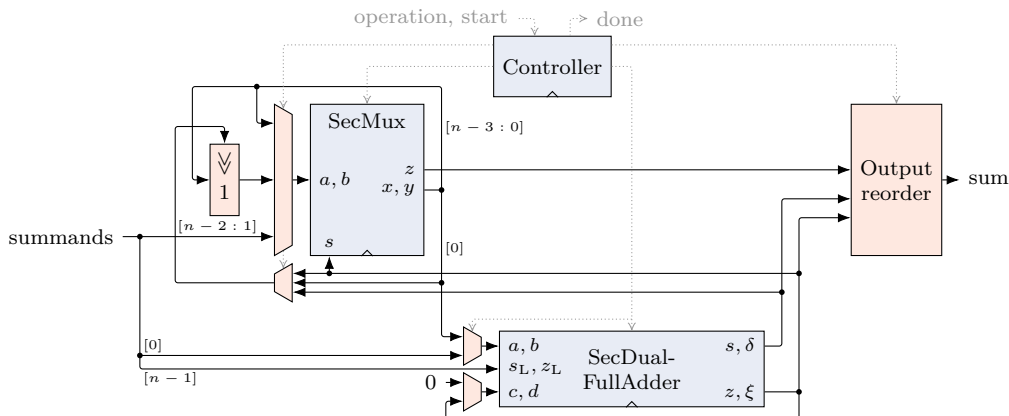 operation, start
done
Controller
SecMux
[n − 3 : 0]
≫
1
a, b
z
x, y
Output
reorder
sum
[n − 2 : 1]
summands
s
[0]
[0]
a, b
s_L, z_L
c, d
SecDual-
FullAdder
s, δ
z, ξ
[n − 1]
0